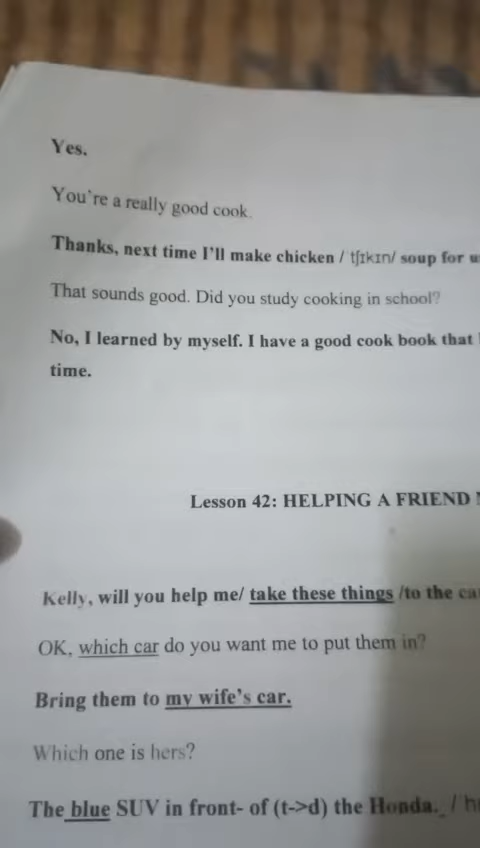 Yes.
You're a really good cook.
Thanks, next time I'll make chicken /ˈtʃɪkɪn/ soup for
That sounds good. Did you study cooking in school?
No, I learned by myself. I have a good cook book that
time.
Lesson 42: HELPING A FRIEND
Kelly, will you help me/ take these things /to the
OK, which car do you want me to put them in?
Bring them to my wife's car.
Which one is hers?
The blue SUV in front- of (t->d) the Honda. /